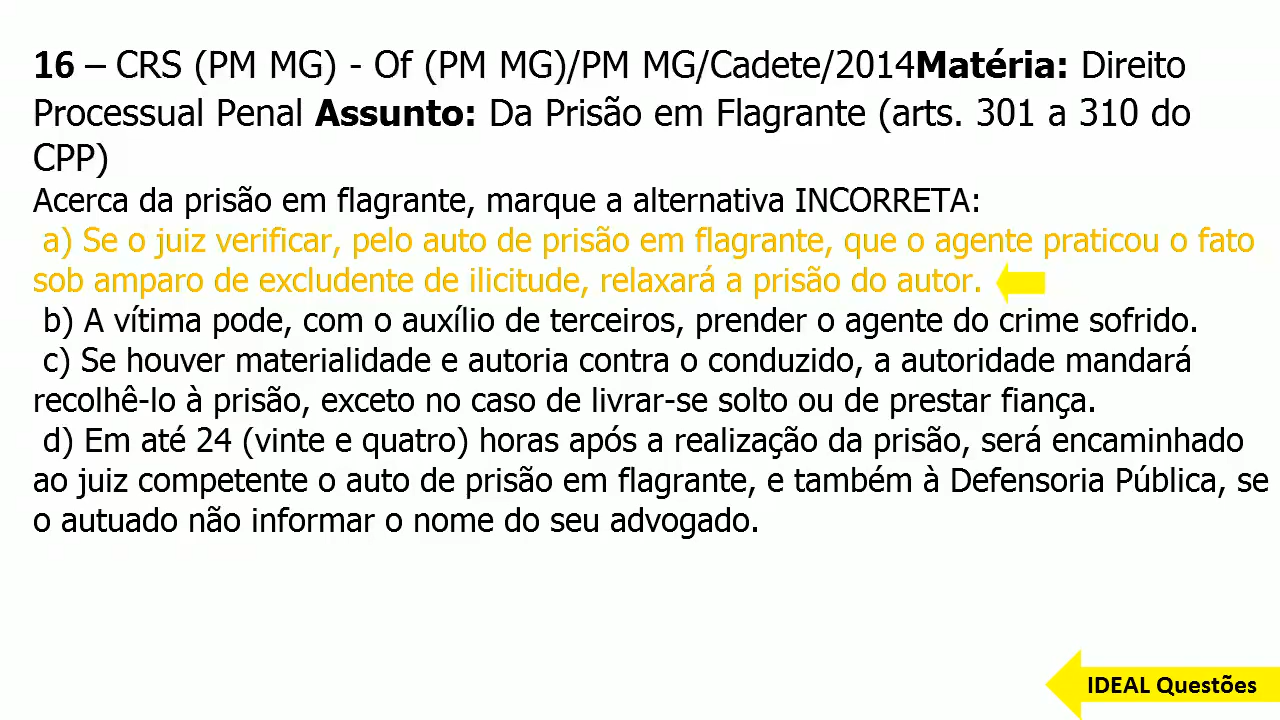 16 – CRS (PM MG) - Of (PM MG)/PM MG/Cadete/2014Matéria: Direito
Processual Penal Assunto: Da Prisão em Flagrante (arts. 301 a 310 do
CPP)
Acerca da prisão em flagrante, marque a alternativa INCORRETA:
a) Se o juiz verificar, pelo auto de prisão em flagrante, que o agente praticou o fato
sob amparo de excludente de ilicitude, relaxará a prisão do autor.
b) A vítima pode, com o auxílio de terceiros, prender o agente do crime sofrido.
c) Se houver materialidade e autoria contra o conduzido, a autoridade mandará
recolhê-lo à prisão, exceto no caso de livrar-se solto ou de prestar fiança.
d) Em até 24 (vinte e quatro) horas após a realização da prisão, será encaminhado
ao juiz competente o auto de prisão em flagrante, e também à Defensoria Pública, se
o autuado não informar o nome do seu advogado.
IDEAL Questões